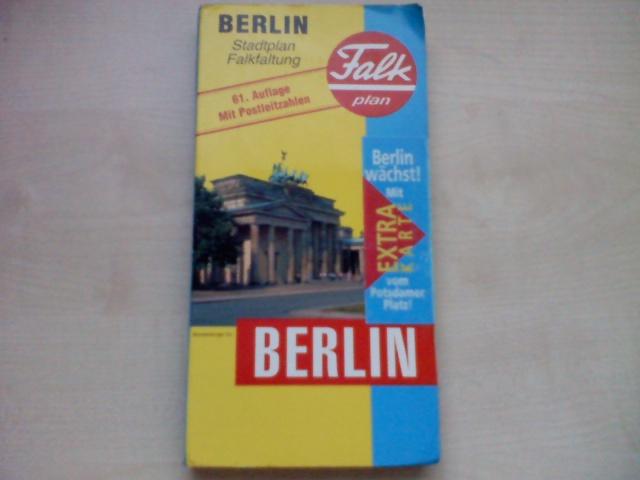 BERLIN
Stadtplan
Falkfaltung
Falk
plan
61. Auflage
Mit Postleitzahlen
Berlin
wächst!
Mit
EXTRA
KARTE
vom
Potsdamer
Platz!
BERLIN